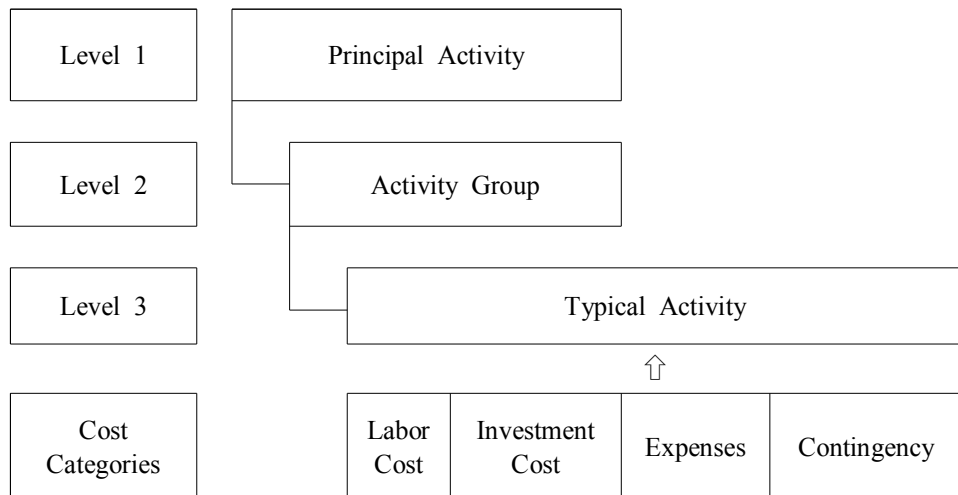 Level 1
Principal Activity
Level 2
Activity Group
Level 3
Typical Activity
Cost
Categories
Labor
Cost
Investment
Cost
Expenses
Contingency